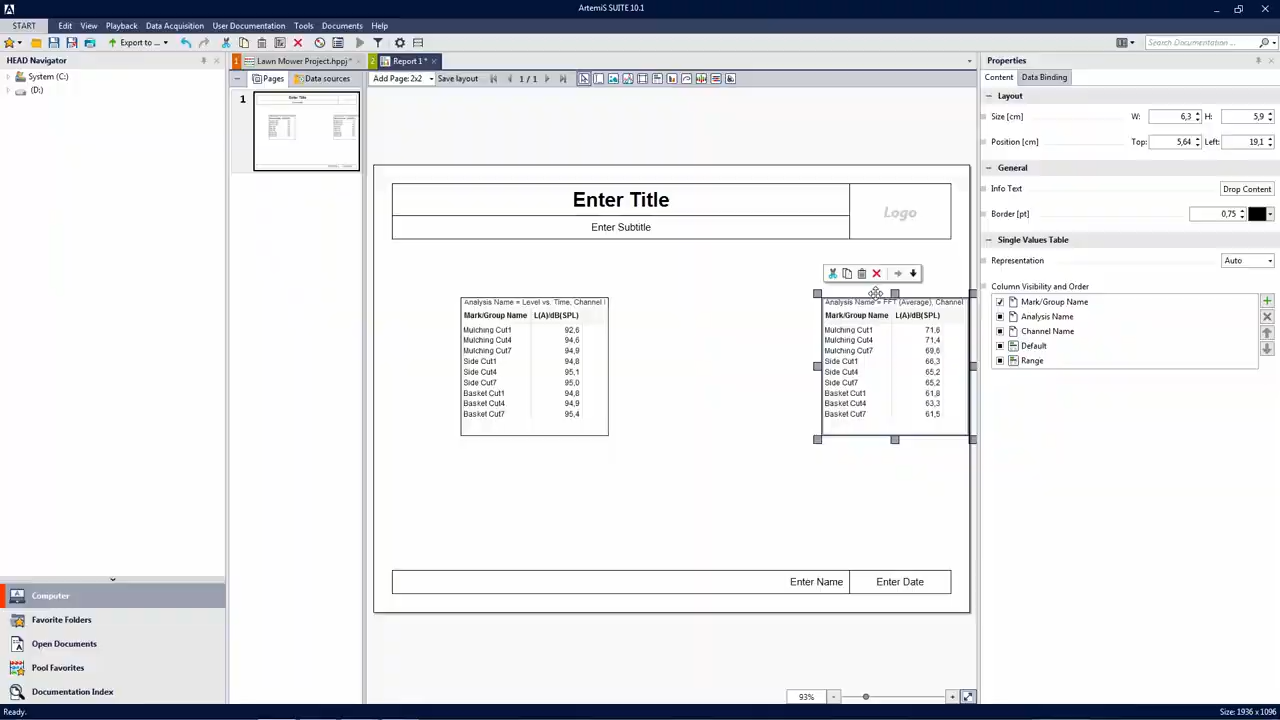 ArtemiS SUITE 10.1
START Edit View Playback Data Acquisition User Documentation Tools Documents Help
Export to ...
Search Documentation
HEAD Navigator
1 Lawn Mower Project.hppj *
2 Report 1 *
Properties
System (C:)
(D:)
Pages Data sources
Add Page:2x2 Save layout 1 / 1
Content Data Binding
1
Layout
Size [cm] W: 6,3 H: 5,9
Position [cm] Top: 5,64 Left: 19,1
General
Info Text Drop Content
Border [pt] 0,75
Single Values Table
Representation Auto
Column Visibility and Order
Mark/Group Name
Analysis Name
Channel Name
Default
Range
Enter Title
Enter Subtitle
Logo
Analysis Name = Level vs. Time, Channel
Mark/Group Name L(A)/dB(SPL)
Mulching Cut1 92,6
Mulching Cut4 94,6
Mulching Cut7 94,9
Side Cut1 94,8
Side Cut4 95,1
Side Cut7 95,0
Basket Cut1 94,8
Basket Cut4 94,9
Basket Cut7 95,4
Analysis Name = FFT (Average), Channel
Mark/Group Name L(A)/dB(SPL)
Mulching Cut1 71,6
Mulching Cut4 71,4
Mulching Cut7 69,6
Side Cut1 66,3
Side Cut4 65,2
Side Cut7 65,2
Basket Cut1 61,8
Basket Cut4 63,3
Basket Cut7 61,5
Enter Name Enter Date
Computer
Favorite Folders
Open Documents
Pool Favorites
Documentation Index
93%
Ready.
Size: 1936 x 1096